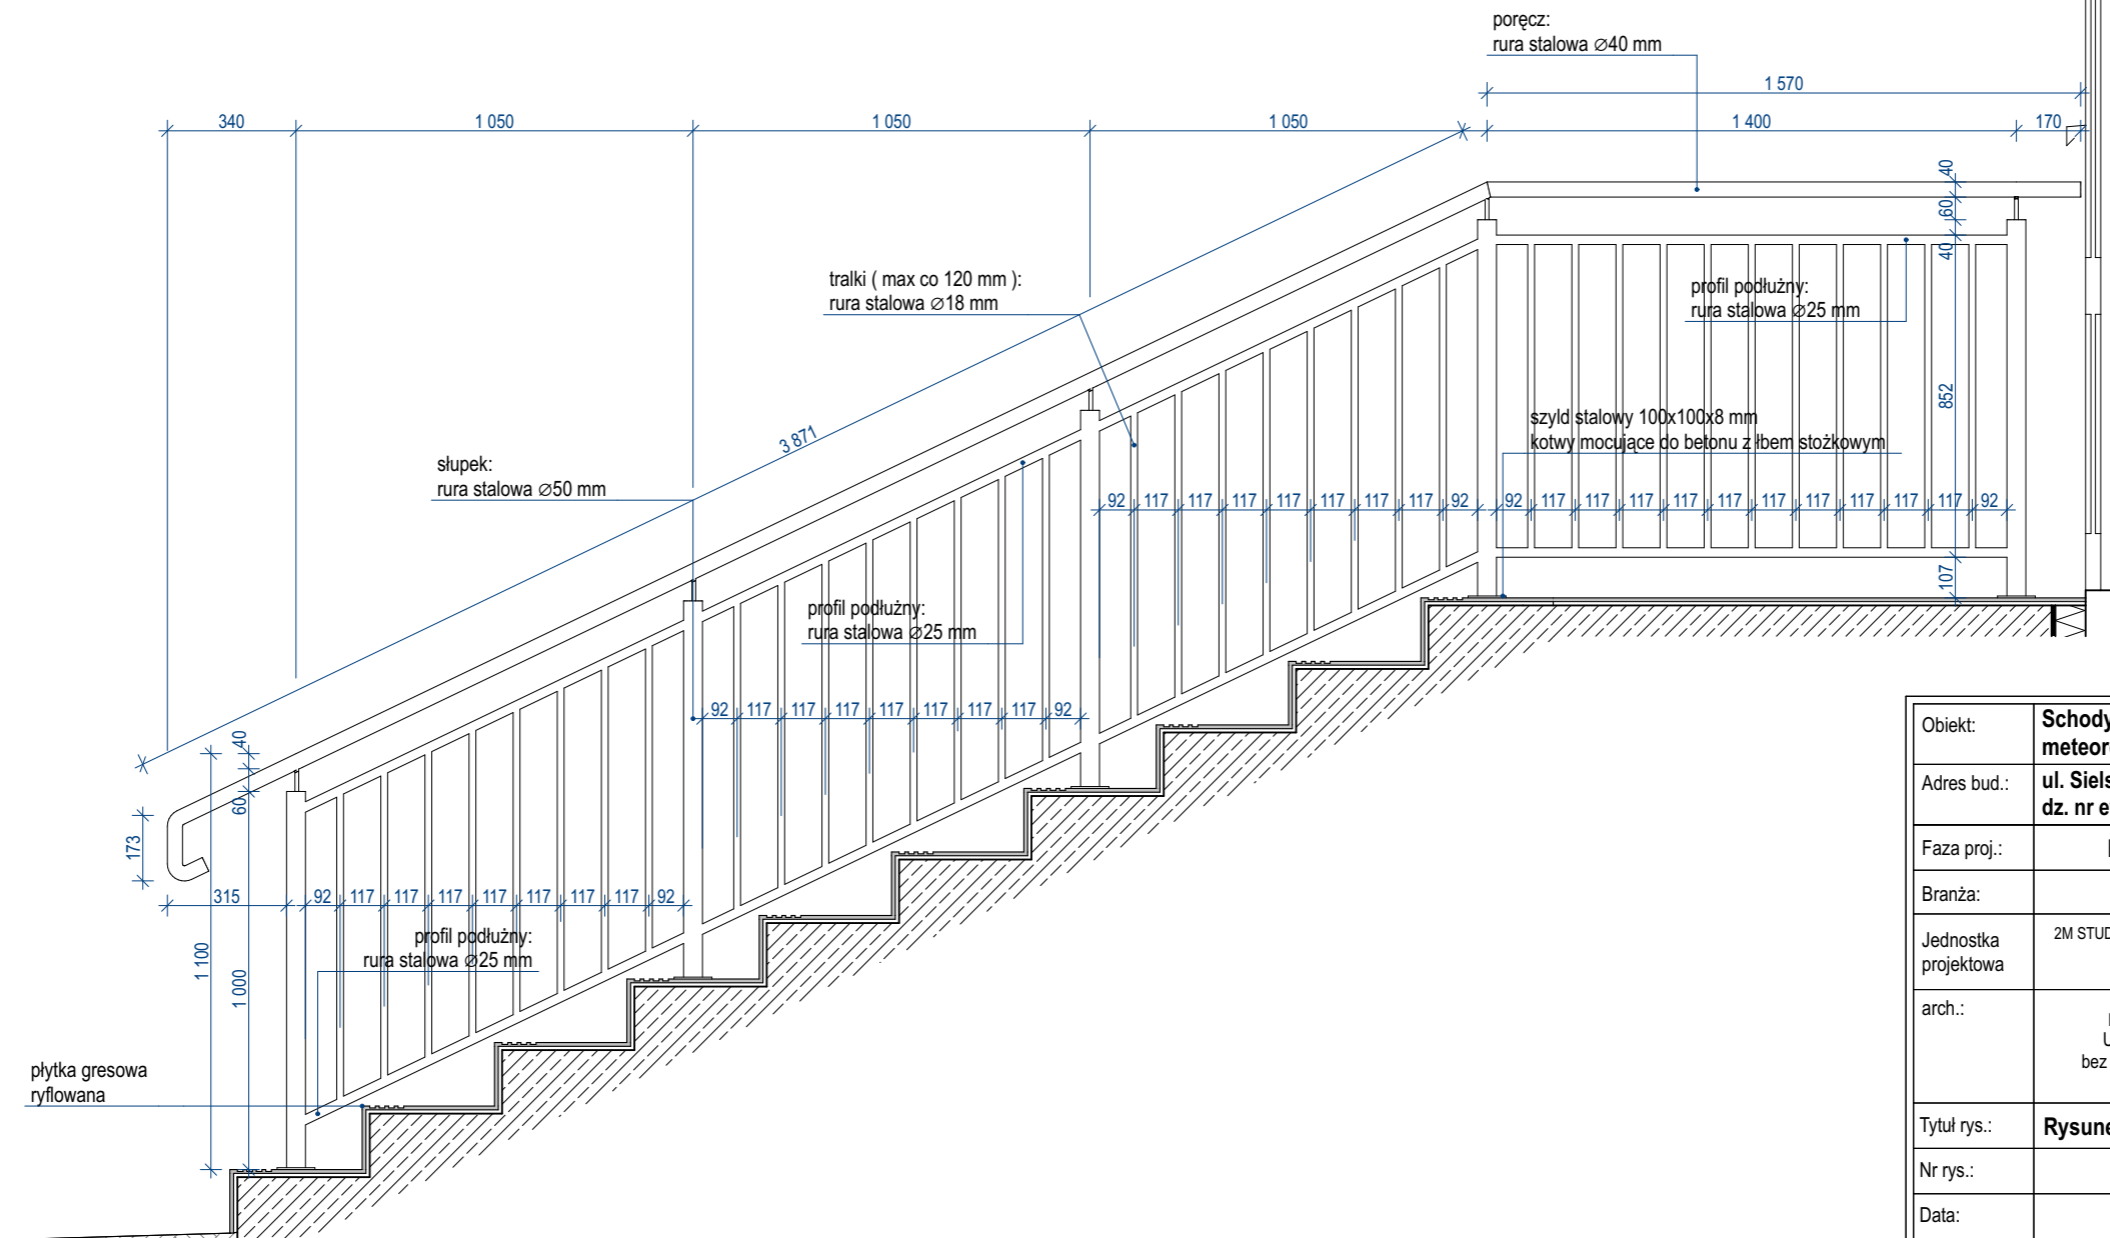 poręcz:
rura stalowa ∅40 mm
1 570
340
1 050
1 050
1 050
1 400
170
40
60
40
tralki ( max co 120 mm ):
rura stalowa ∅18 mm
profil podłużny:
rura stalowa ∅25 mm
852
szyld stalowy 100x100x8 mm
kotwy mocujące do betonu z łbem stożkowym
3 871
słupek:
rura stalowa ∅50 mm
92 117 117 117 117 117 117 117 92
92 117 117 117 117 117 117 117 117 117 117 92
107
profil podłużny:
rura stalowa ∅25 mm
92 117 117 117 117 117 117 117 92
40
60
173
315
92 117 117 117 117 117 117 117 92
1 100
1 000
profil podłużny:
rura stalowa ∅25 mm
płytka gresowa
ryflowana
Obiekt:
Schody
meteor
Adres bud.:
ul. Siels
dz. nr e
Faza proj.:
Branża:
Jednostka
projektowa
2M STUD
arch.:
U
bez
Tytuł rys.:
Rysune
Nr rys.:
Data: